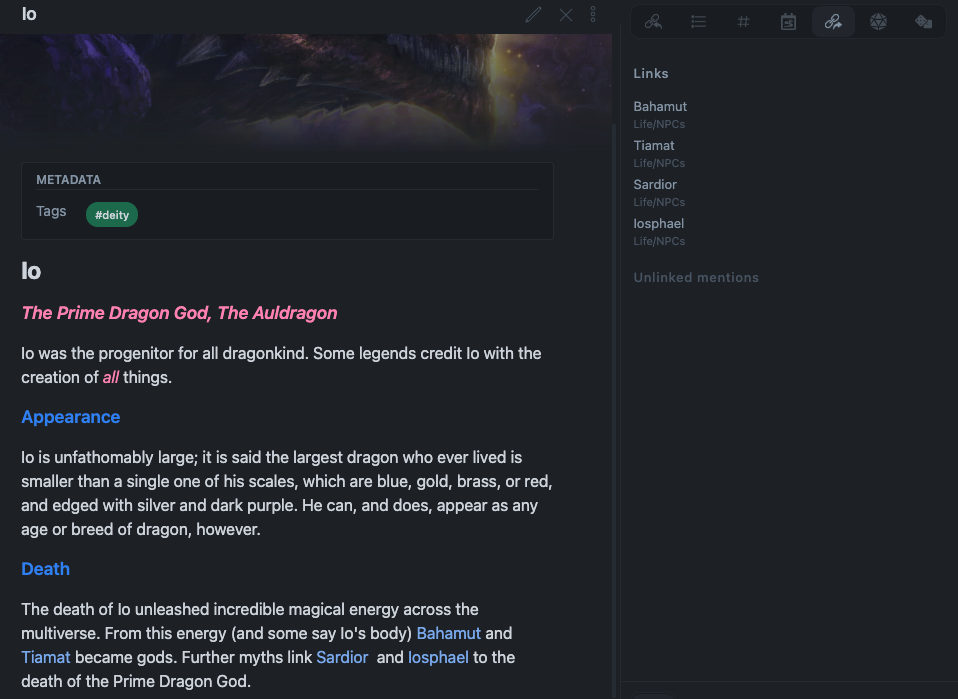 Io
METADATA
Tags #deity
Io
The Prime Dragon God, The Auldragon
Io was the progenitor for all dragonkind. Some legends credit Io with the
creation of all things.
Appearance
Io is unfathomably large; it is said the largest dragon who ever lived is
smaller than a single one of his scales, which are blue, gold, brass, or red,
and edged with silver and dark purple. He can, and does, appear as any
age or breed of dragon, however.
Death
The death of Io unleashed incredible magical energy across the
multiverse. From this energy (and some say Io's body) Bahamut and
Tiamat became gods. Further myths link Sardior and Iosphael to the
death of the Prime Dragon God.
Links
Bahamut
Life/NPCs
Tiamat
Life/NPCs
Sardior
Life/NPCs
Iosphael
Life/NPCs
Unlinked mentions